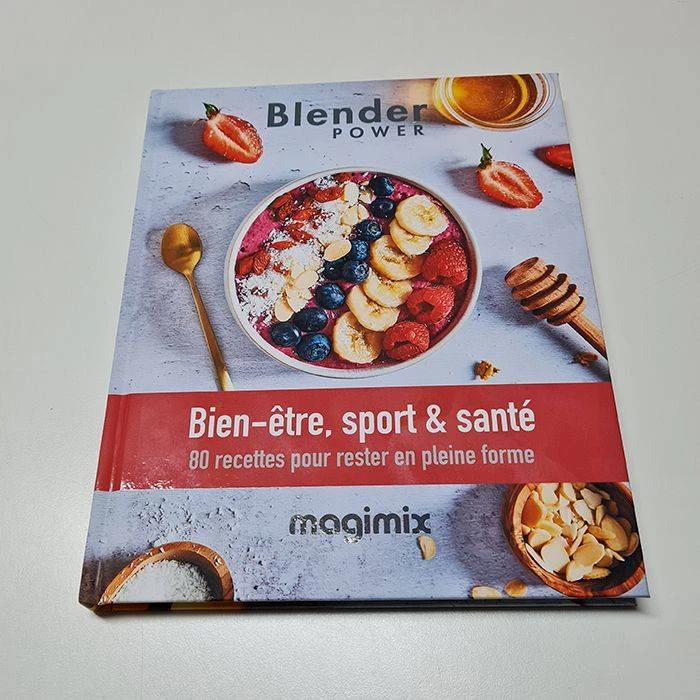 Blender
POWER
Bien-être, sport & santé
80 recettes pour rester en pleine forme
magimix